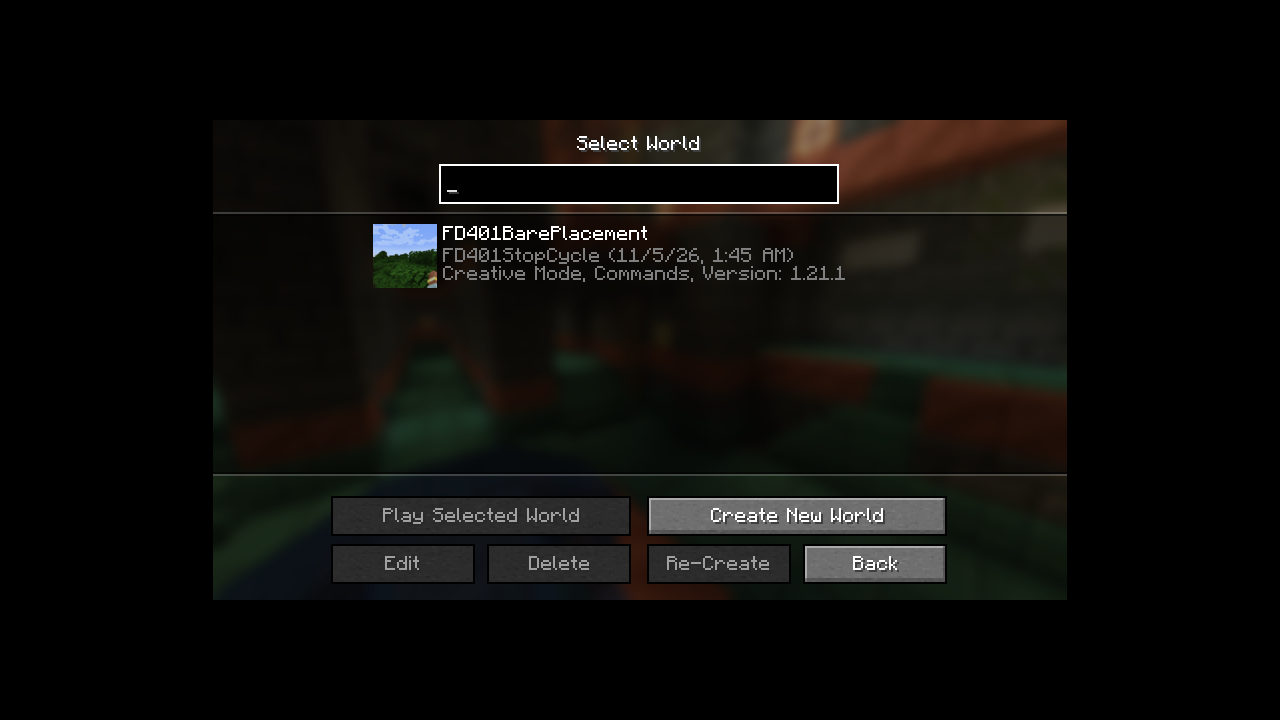 Select World
_
FD401BarePlacement
FD401StopCycle (11/5/26, 1:45 AM)
Creative Mode, Commands, Version: 1.21.1
Play Selected World
Create New World
Edit
Delete
Re-Create
Back